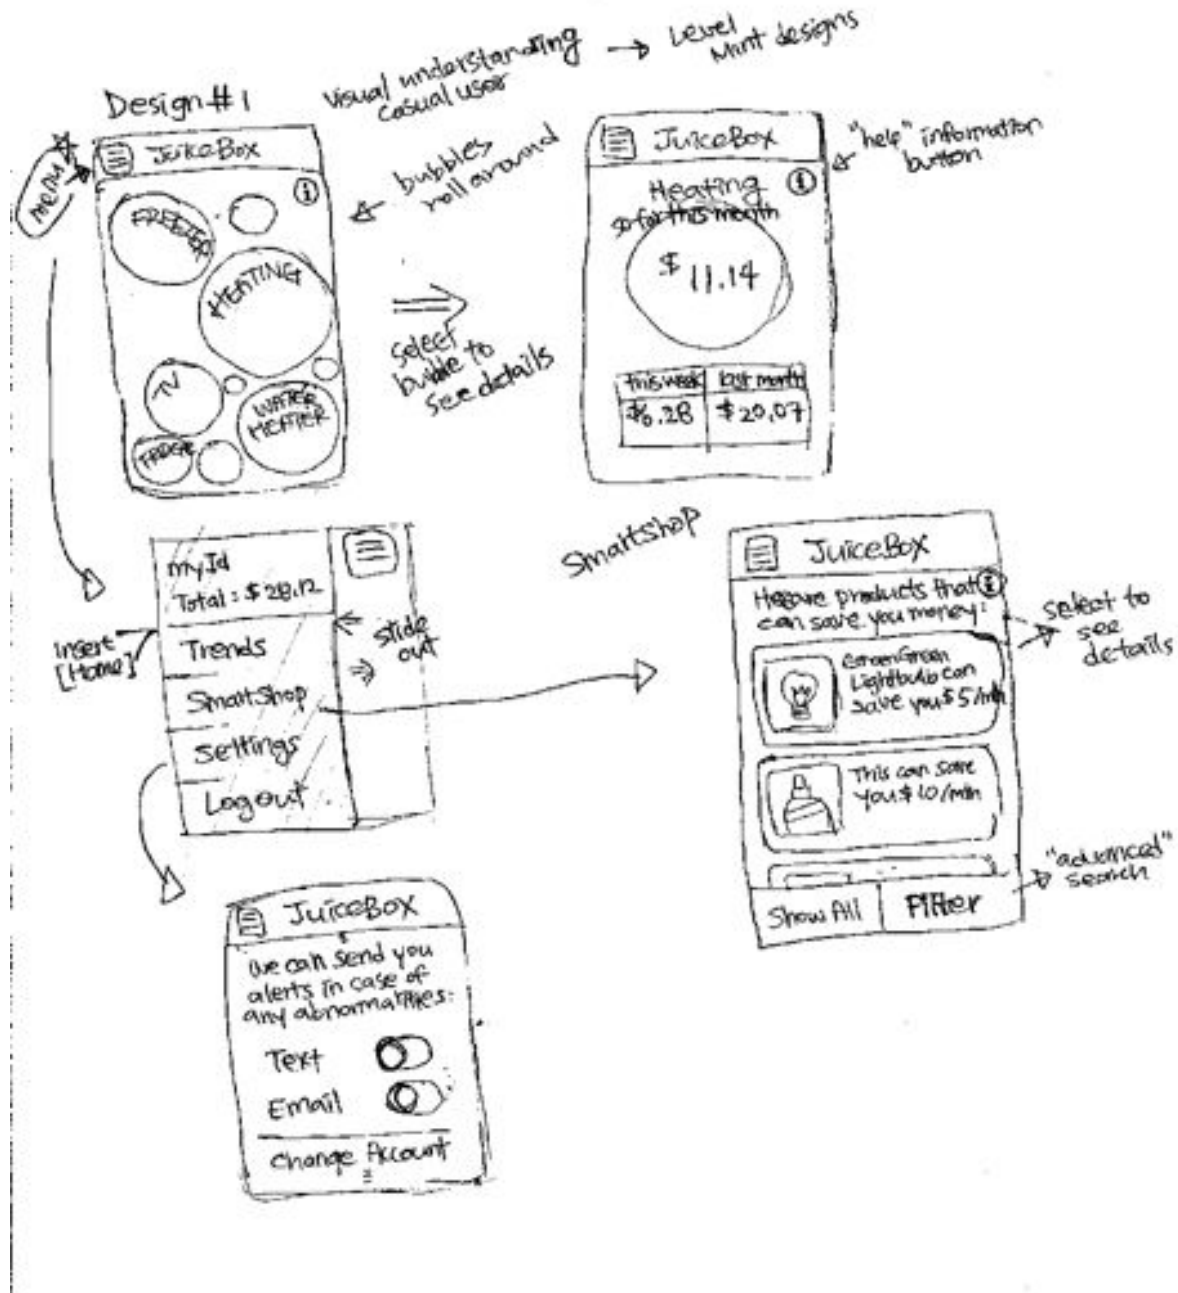 Design #1
Visual understanding
casual user
→ Level
Mint designs
menu
JuiceBox
FREEZER
HEATING
TV
WATER
HEATER
FRIDGE
bubbles
roll around
select
bubble to
see details
JuiceBox
Heating
so far this month
$ 11.14
this week
last month
$6.28
$20.07
"help" information
button
my Id
Total: $28.12
Trends
SmartShop
Settings
Logout
slide
out
Insert
[Home]
SmartShop
JuiceBox
Here are products that
can save you money:
GreenGreen
Lightbulb can
save you $5/mth
This can save
you $10/mth
Show All
Filter
select to
see
details
"advanced"
search
JuiceBox
We can send you
alerts in case of
any abnormalities:
Text
Email
Change Account